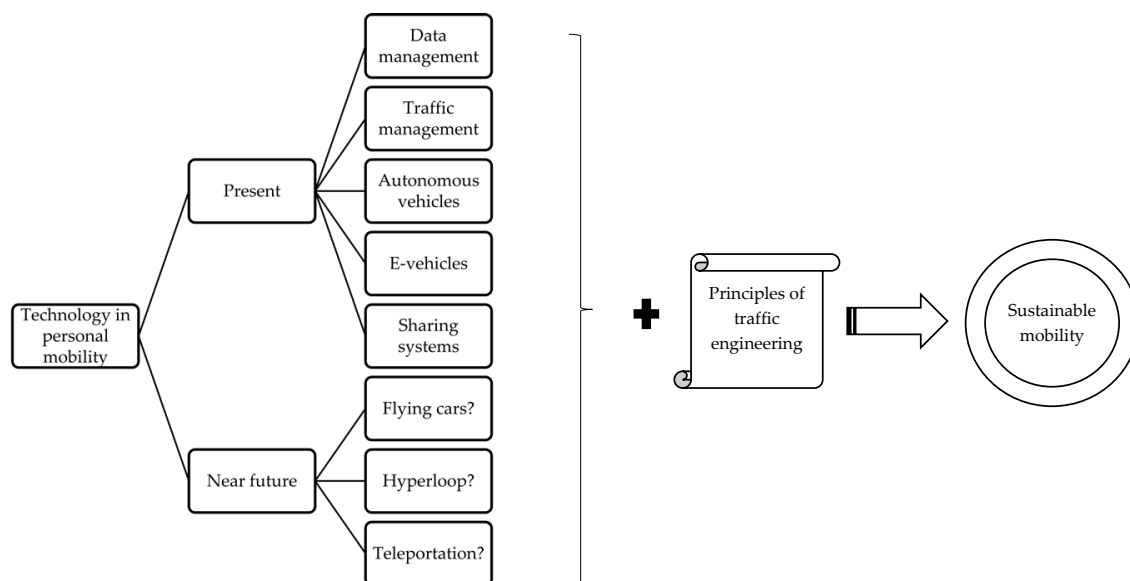 Technology in
personal
mobility
Present
Data
management
Traffic
management
Autonomous
vehicles
E-vehicles
Sharing
systems
Near future
Flying cars?
Hyperloop?
Teleportation?
Principles of
traffic
engineering
Sustainable
mobility